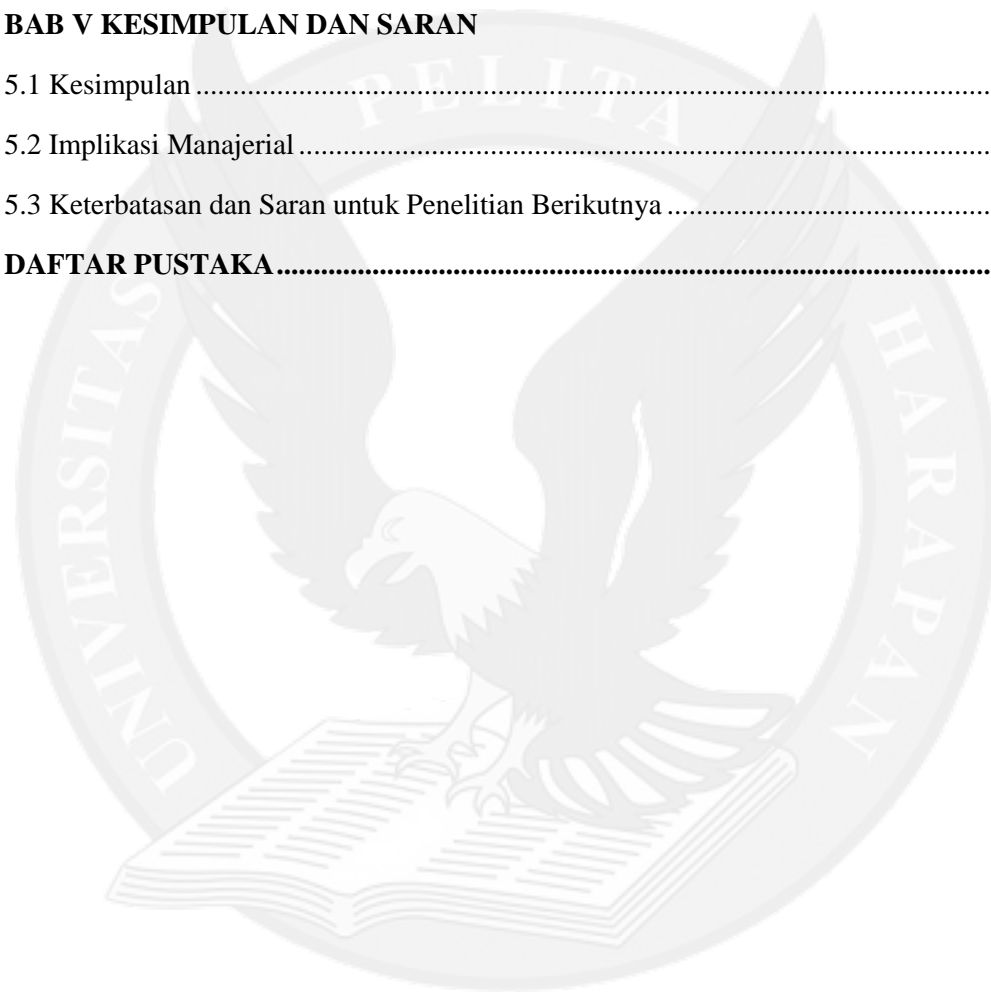 BAB V KESIMPULAN DAN SARAN
5.1 Kesimpulan ........................................................................................................
5.2 Implikasi Manajerial ...........................................................................................
5.3 Keterbatasan dan Saran untuk Penelitian Berikutnya ............................................
DAFTAR PUSTAKA ..................................................................................................
UNIVERSITAS PELITA HARAPAN